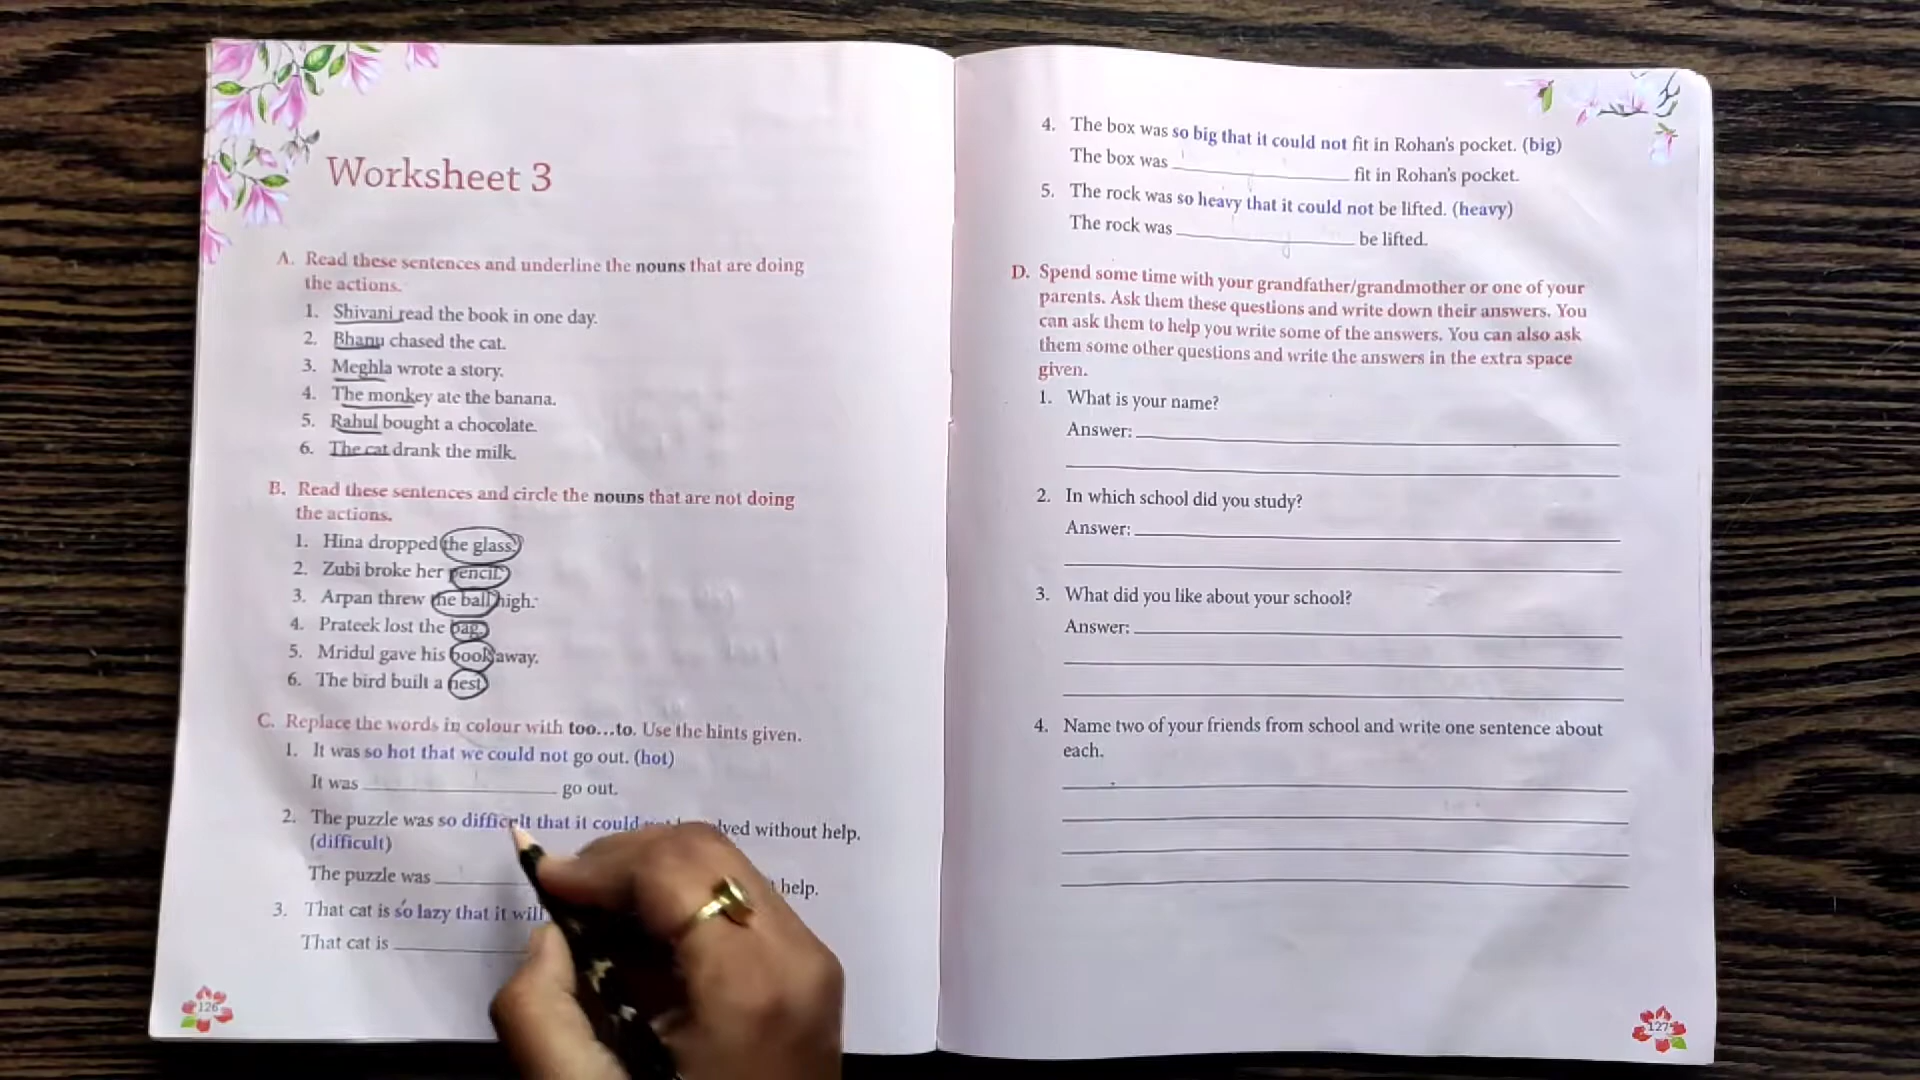 Worksheet 3
A. Read these sentences and underline the nouns that are doing
the actions.
1. Shivani read the book in one day.
2. Bhanu chased the cat.
3. Meghla wrote a story.
4. The monkey ate the banana.
5. Rahul bought a chocolate.
6. The cat drank the milk.
B. Read these sentences and circle the nouns that are not doing
the actions.
1. Hina dropped the glass.
2. Zubi broke her pencil.
3. Arpan threw the ball high.
4. Prateek lost the bag.
5. Mridul gave his book away.
6. The bird built a nest.
C. Replace the words in colour with too...to. Use the hints given.
1. It was so hot that we could not go out. (hot)
It was ____ go out.
2. The puzzle was so difficult that it could without help.
(difficult)
The puzzle was ____ help.
3. That cat is so lazy that it will
That cat is ____
126
4. The box was so big that it could not fit in Rohan's pocket. (big)
The box was ____ fit in Rohan's pocket.
5. The rock was so heavy that it could not be lifted. (heavy)
The rock was ____ be lifted.
D. Spend some time with your grandfather/grandmother or one of your
parents. Ask them these questions and write down their answers. You
can ask them to help you write some of the answers. You can also ask
them some other questions and write the answers in the extra space
given.
1. What is your name?
Answer: ____
2. In which school did you study?
Answer: ____
3. What did you like about your school?
Answer: ____
4. Name two of your friends from school and write one sentence about
each.
127